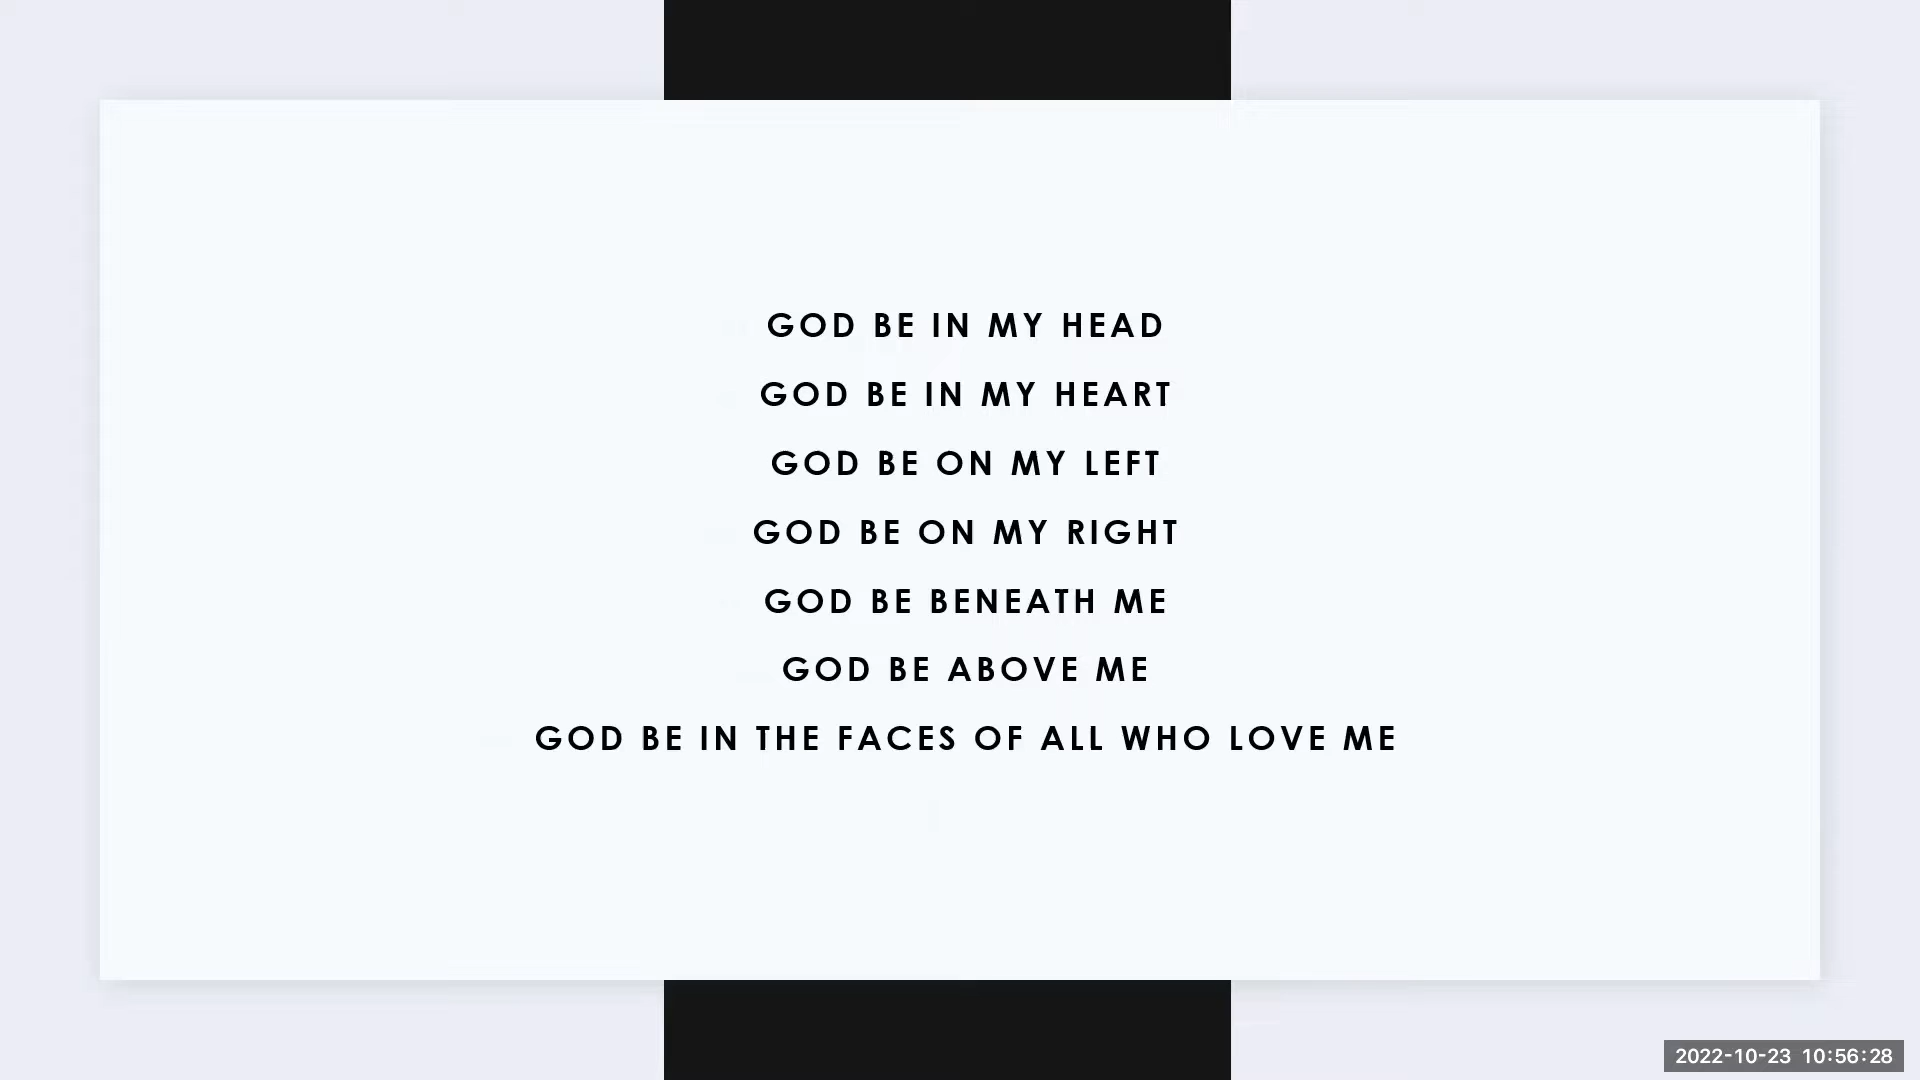 GOD BE IN MY HEAD
GOD BE IN MY HEART
GOD BE ON MY LEFT
GOD BE ON MY RIGHT
GOD BE BENEATH ME
GOD BE ABOVE ME
GOD BE IN THE FACES OF ALL WHO LOVE ME
2022-10-23 10:56:28